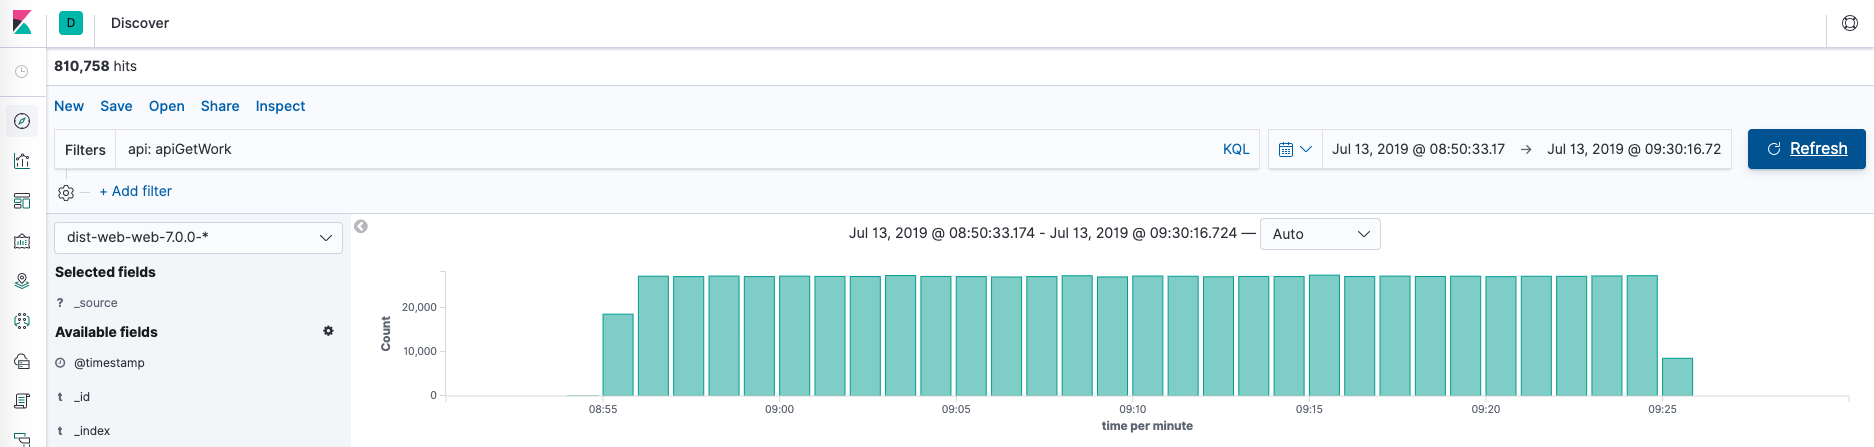 D Discover
810,758 hits
New Save Open Share Inspect
Filters api: apiGetWork KQL Jul 13, 2019 @ 08:50:33.17 → Jul 13, 2019 @ 09:30:16.72 Refresh
+ Add filter
dist-web-web-7.0.0-*
Selected fields
? _source
Available fields
@timestamp
t _id
t _index
Jul 13, 2019 @ 08:50:33.174 - Jul 13, 2019 @ 09:30:16.724 — Auto
Count
20,000
10,000
0
08:55 09:00 09:05 09:10 09:15 09:20 09:25
time per minute